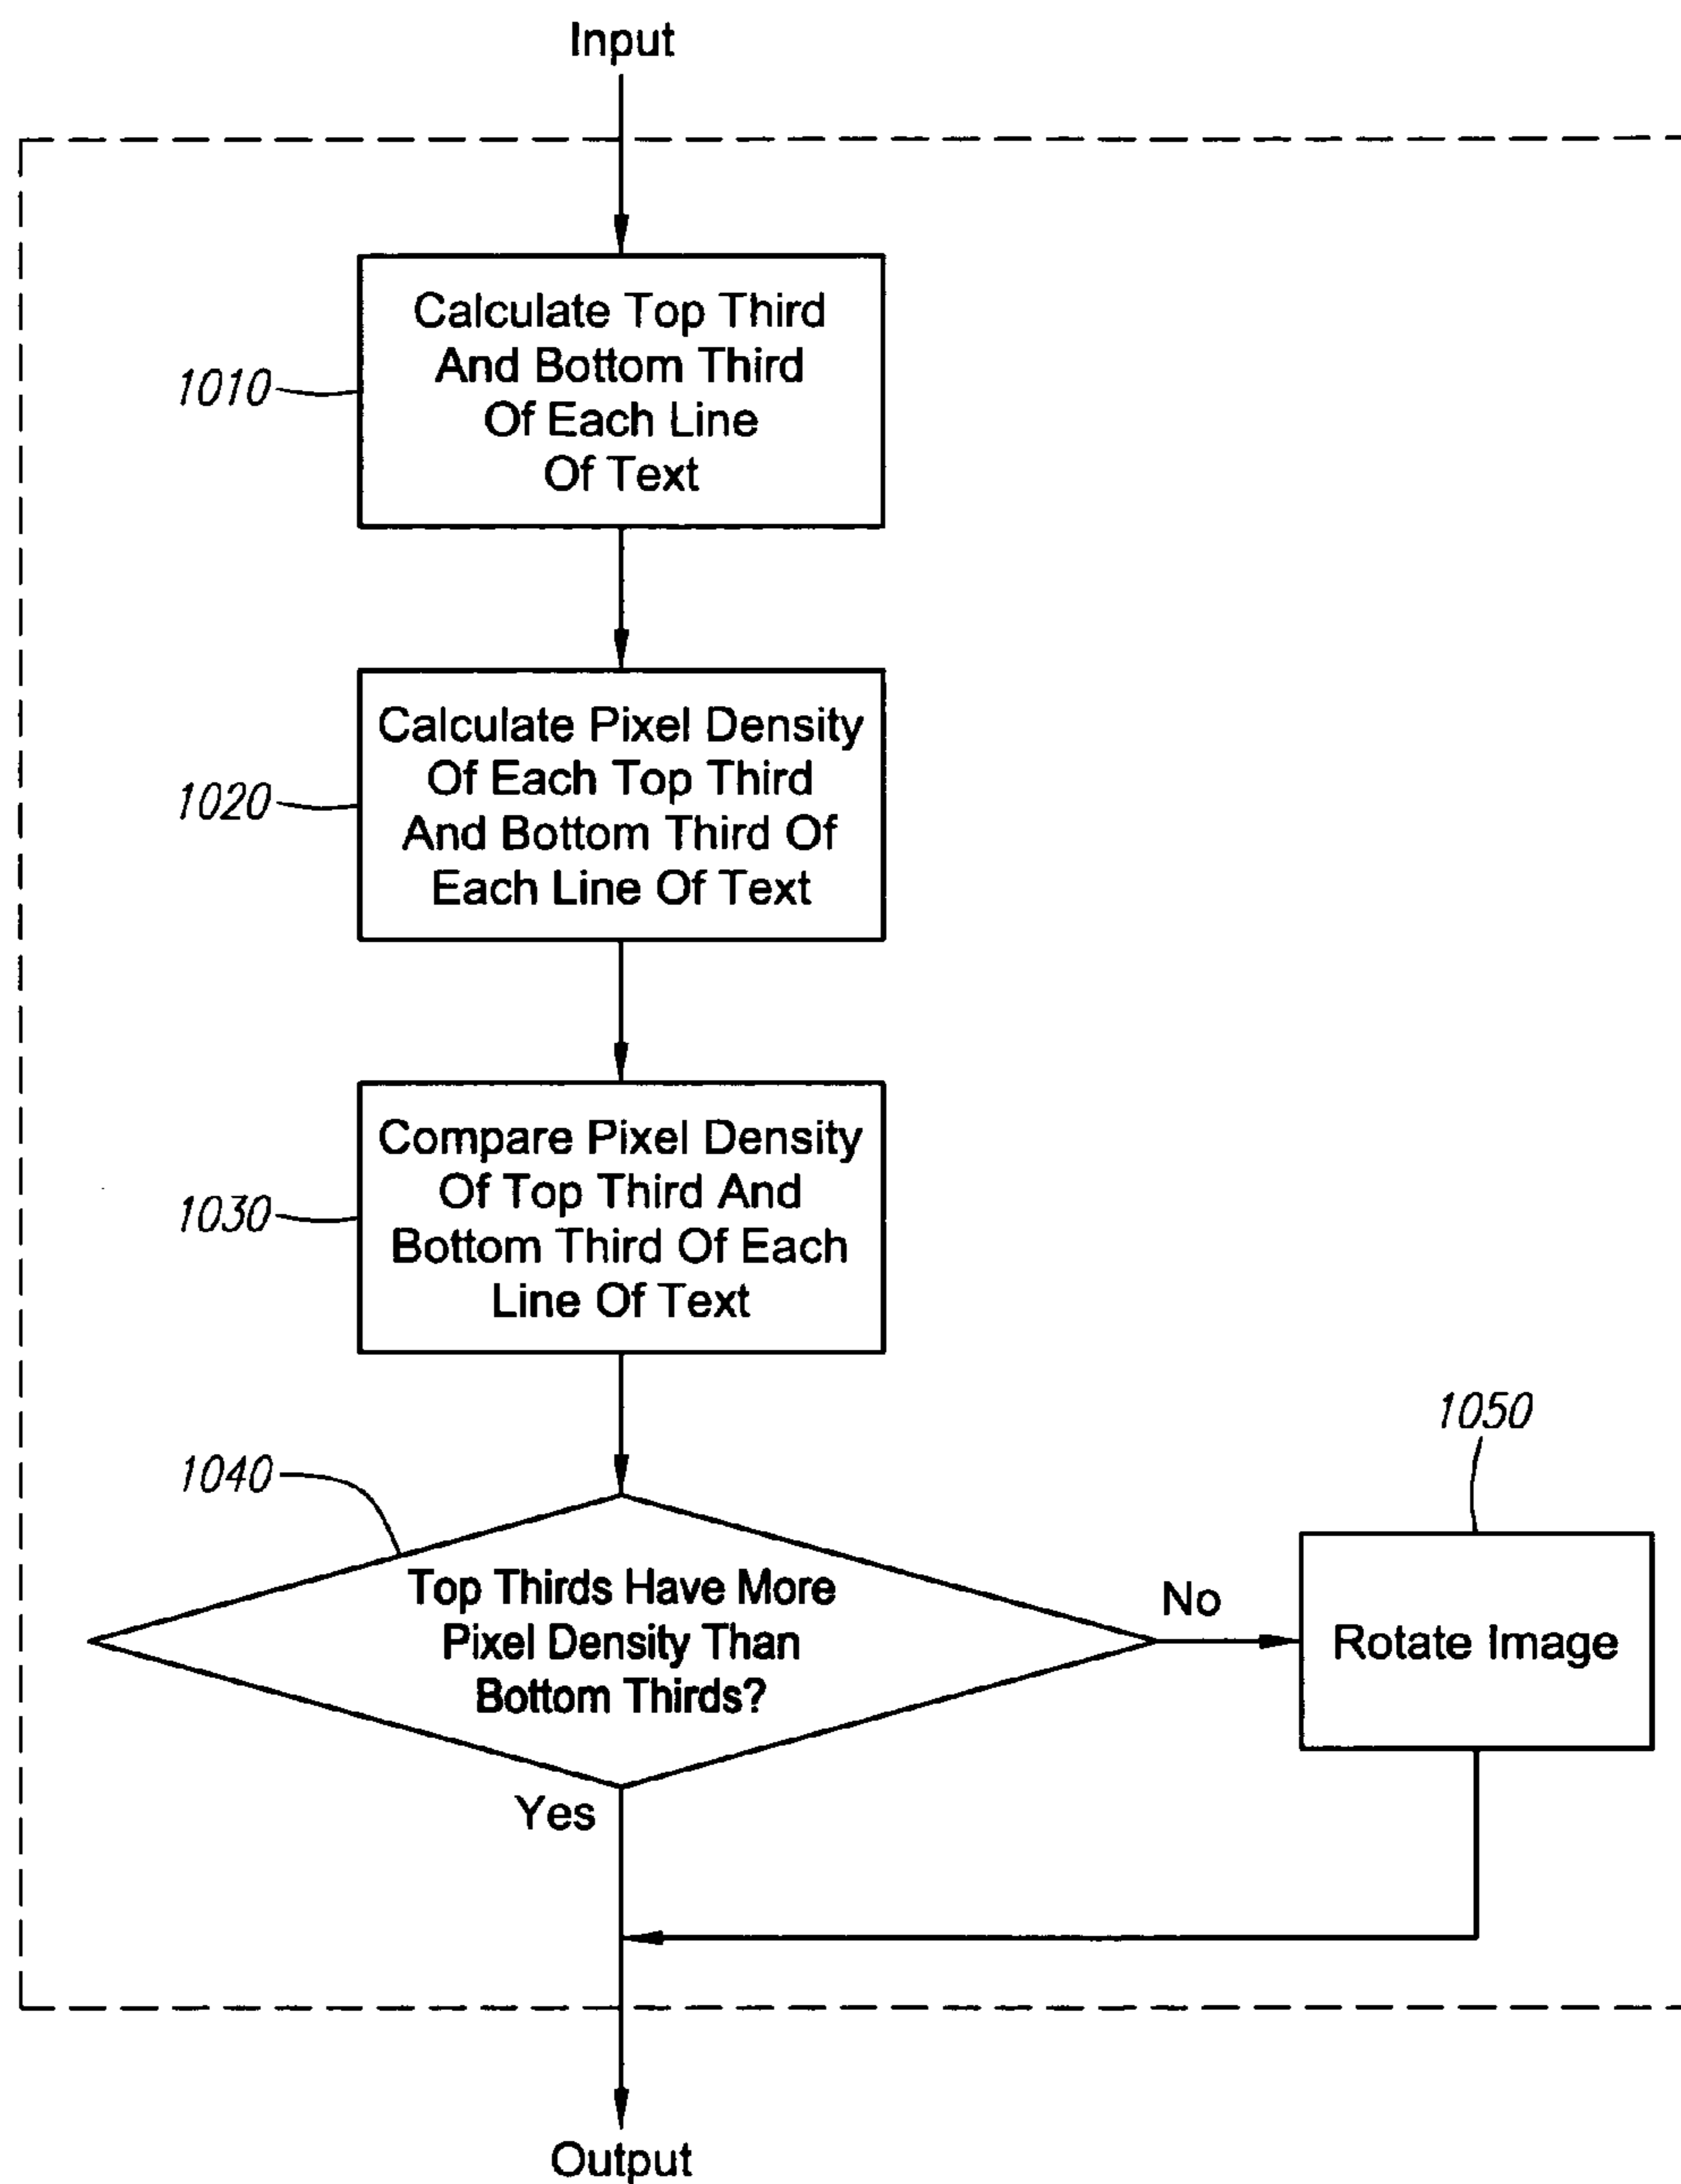 Input
1010
Calculate Top Third
And Bottom Third
Of Each Line
Of Text
1020
Calculate Pixel Density
Of Each Top Third
And Bottom Third Of
Each Line Of Text
1030
Compare Pixel Density
Of Top Third And
Bottom Third Of Each
Line Of Text
1040
Top Thirds Have More
Pixel Density Than
Bottom Thirds?
No
1050
Rotate Image
Yes
Output